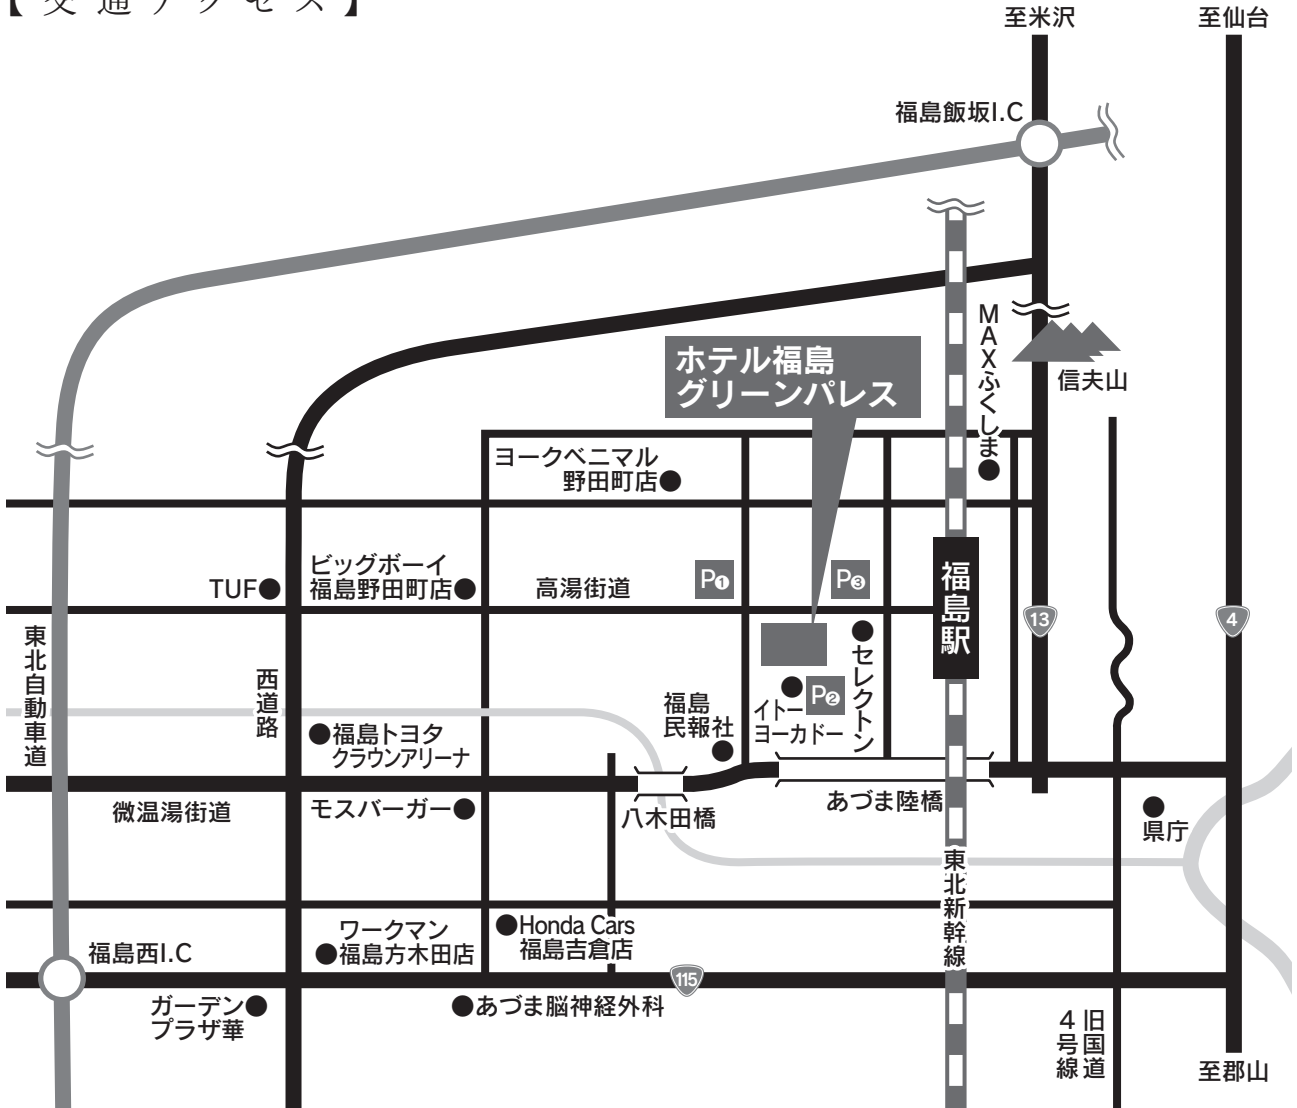 【交通アクセス】
至米沢
至仙台
福島飯坂I.C
MAXふくしま
信夫山
ホテル福島
グリーンパレス
ヨークベニマル
野田町店
ビッグボーイ
福島野田町店
TUF
高湯街道
P❶
P❸
福島駅
13
4
東北自動車道
西道路
セレクトン
福島
民報社
P❷
イトー
ヨーカドー
福島トヨタ
クラウンアリーナ
微温湯街道
モスバーガー
八木田橋
あづま陸橋
県庁
東北新幹線
福島西I.C
ワークマン
福島方木田店
Honda Cars
福島吉倉店
115
ガーデン
プラザ華
あづま脳神経外科
旧国道
4号線
至郡山